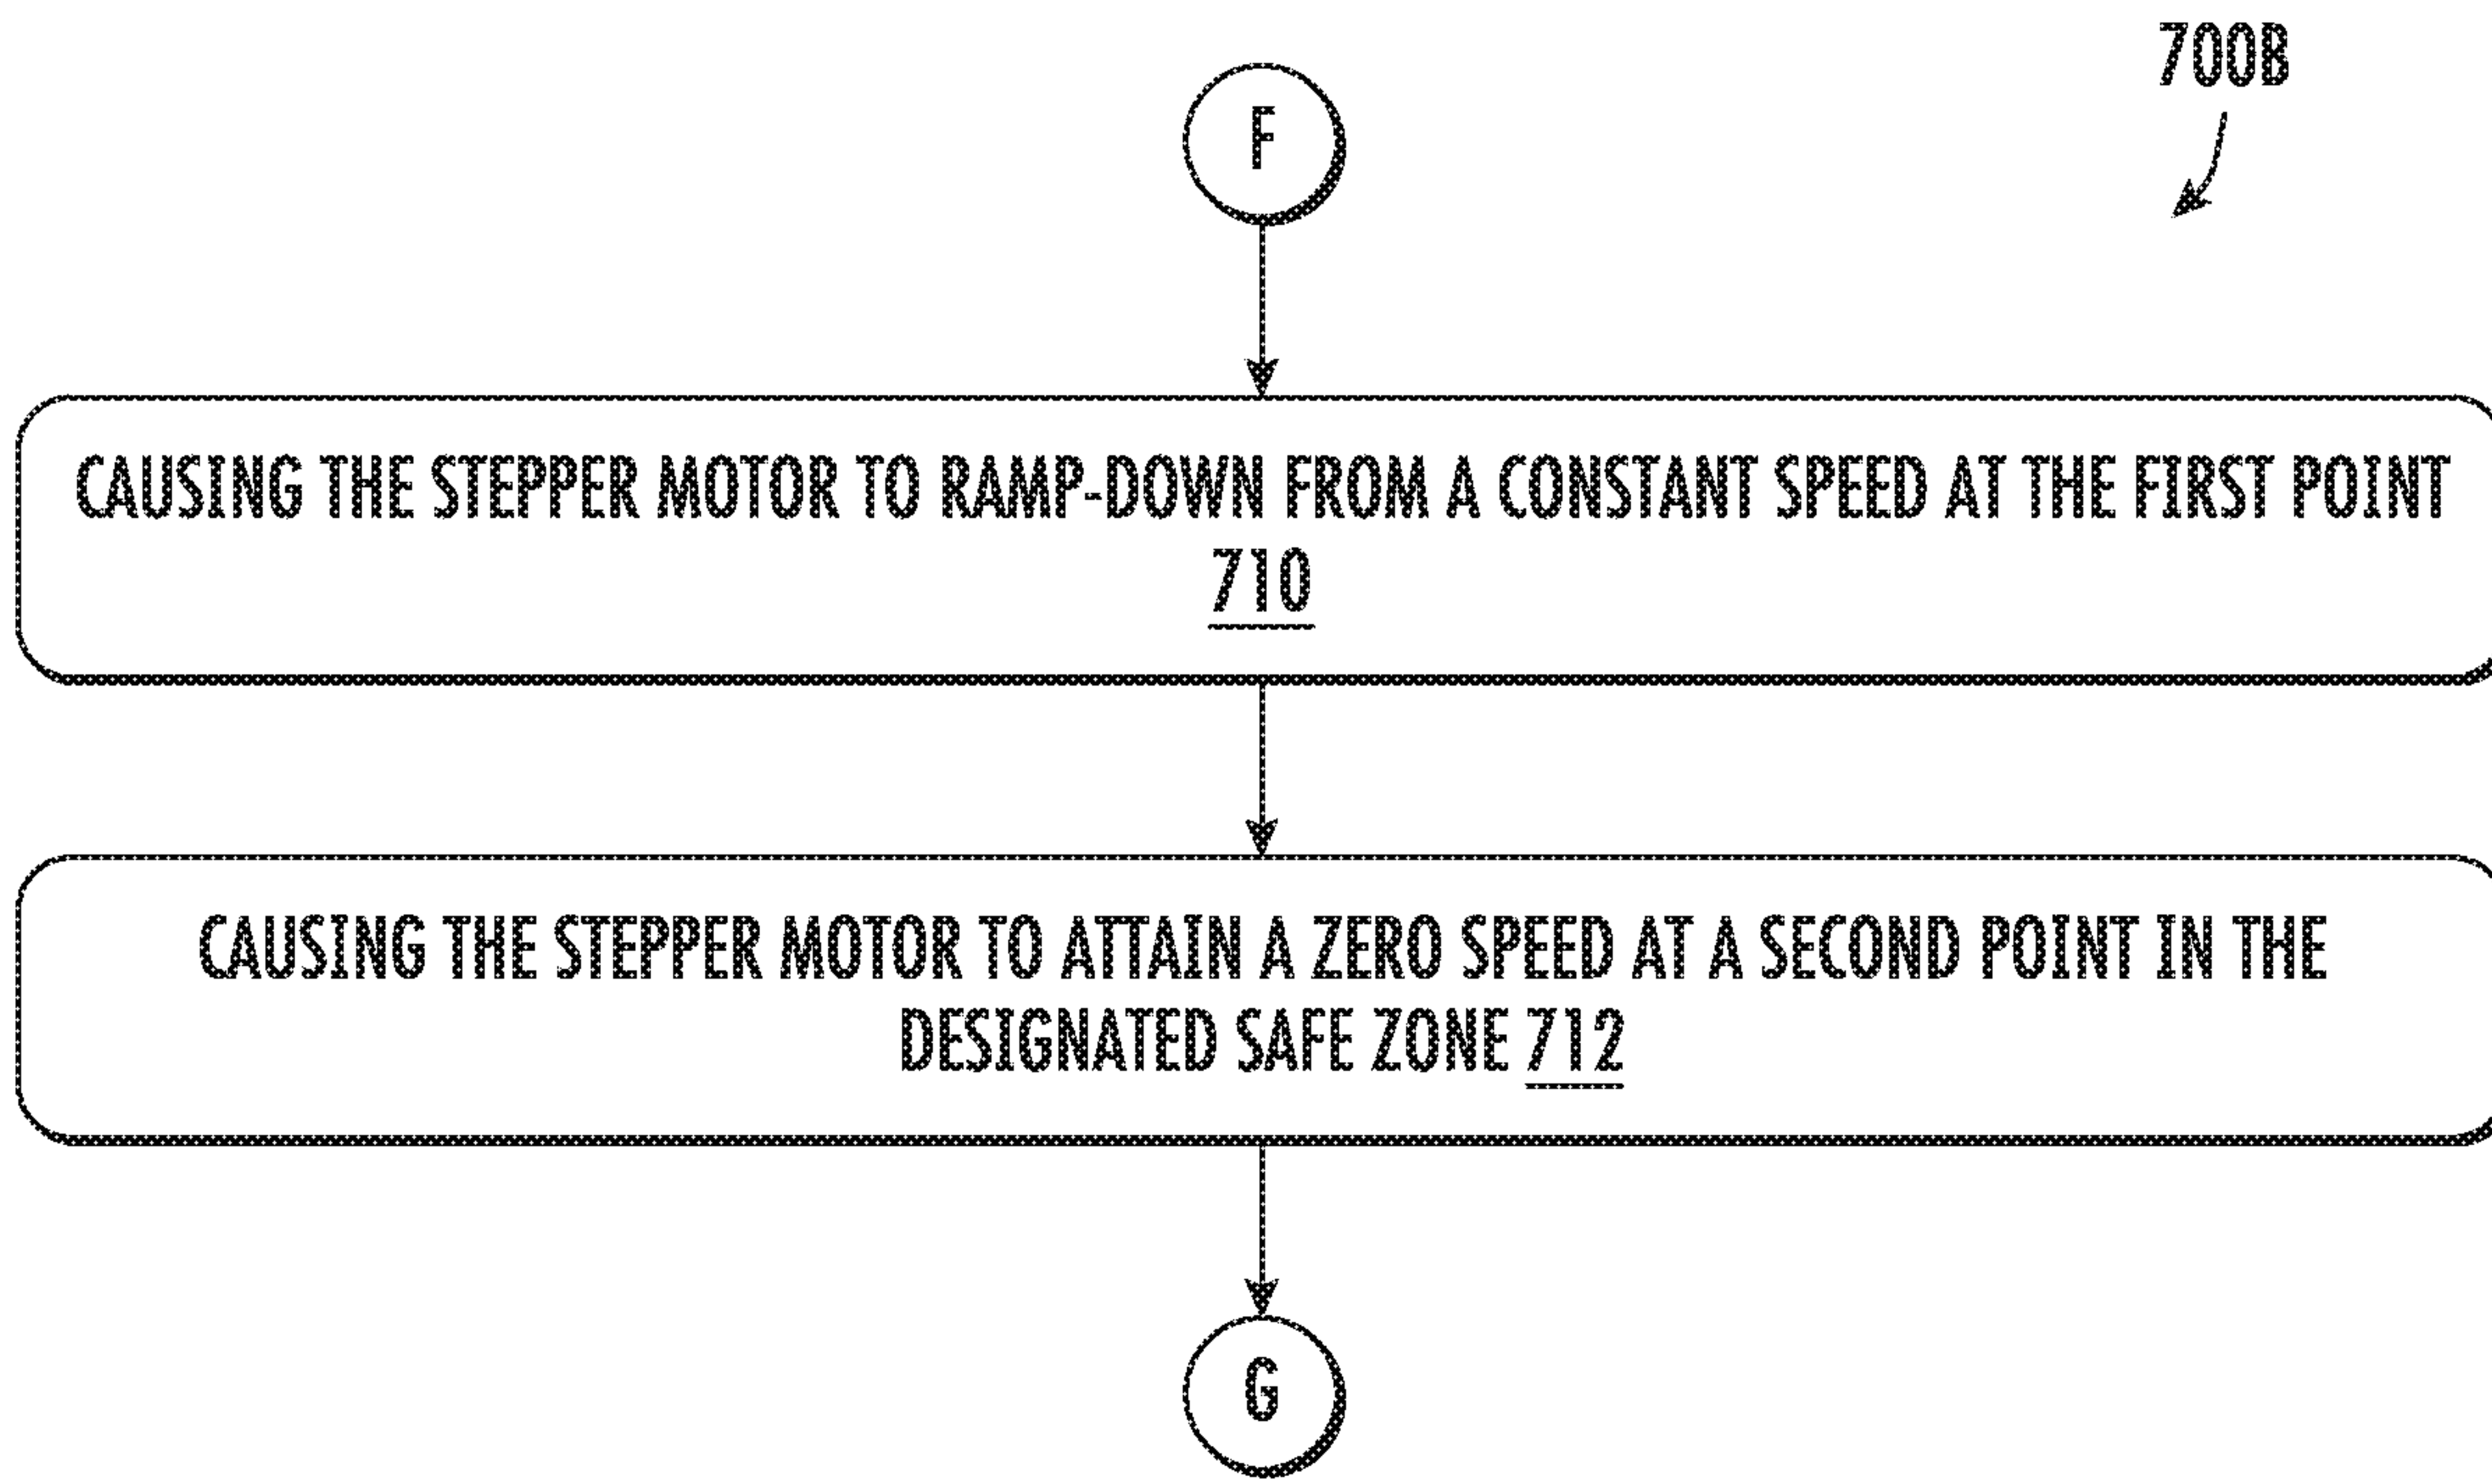 700B
F
CAUSING THE STEPPER MOTOR TO RAMP-DOWN FROM A CONSTANT SPEED AT THE FIRST POINT
710
CAUSING THE STEPPER MOTOR TO ATTAIN A ZERO SPEED AT A SECOND POINT IN THE
DESIGNATED SAFE ZONE 712
G